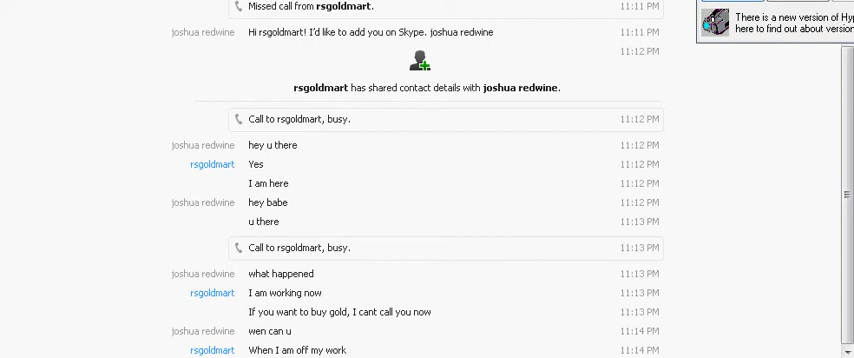 Missed call from rsgoldmart. 11:11 PM
joshua redwine Hi rsgoldmart! I'd like to add you on Skype. joshua redwine 11:11 PM
11:12 PM
rsgoldmart has shared contact details with joshua redwine.
Call to rsgoldmart, busy. 11:12 PM
joshua redwine hey u there 11:12 PM
rsgoldmart Yes 11:12 PM
I am here 11:12 PM
joshua redwine hey babe 11:12 PM
u there 11:13 PM
Call to rsgoldmart, busy. 11:13 PM
joshua redwine what happened 11:13 PM
rsgoldmart I am working now 11:13 PM
If you want to buy gold, I cant call you now 11:13 PM
joshua redwine wen can u 11:14 PM
rsgoldmart When I am off my work 11:14 PM
There is a new version of Hy
here to find out about version